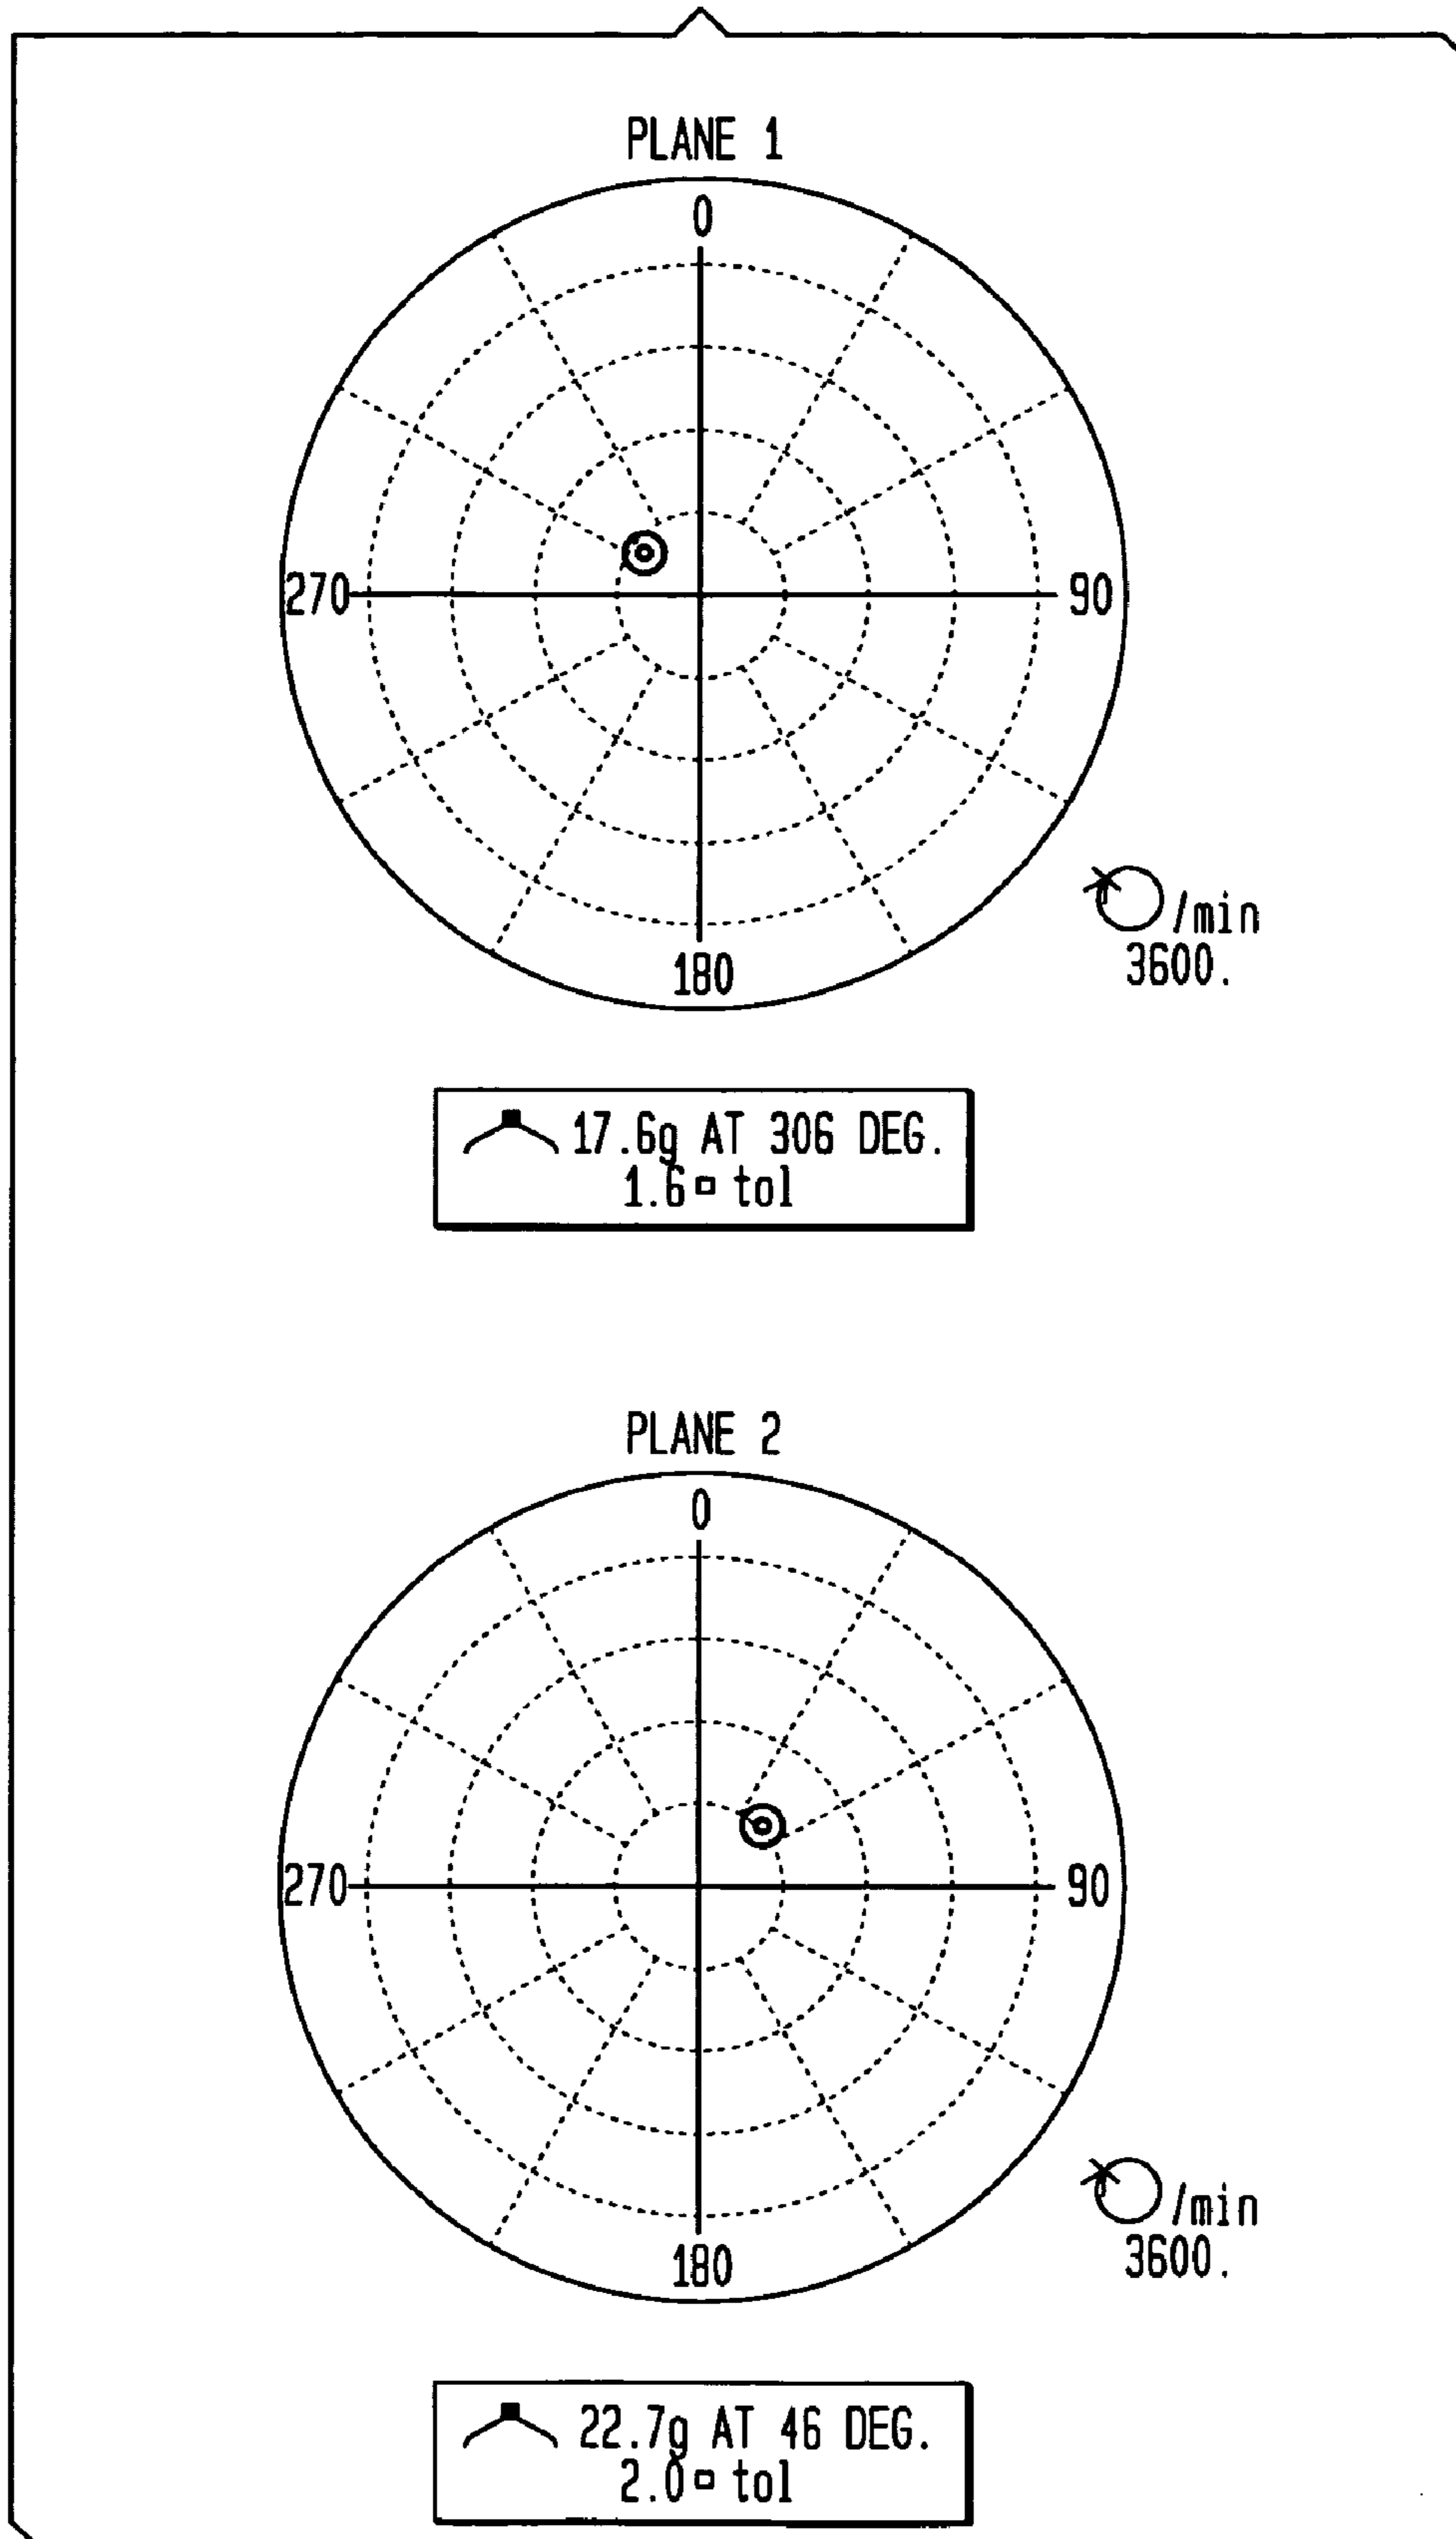 PLANE 1
0
270
90
180
/min
3600.
17.6g AT 306 DEG.
1.6 □ tol
PLANE 2
0
270
90
180
/min
3600.
22.7g AT 46 DEG.
2.0 □ tol